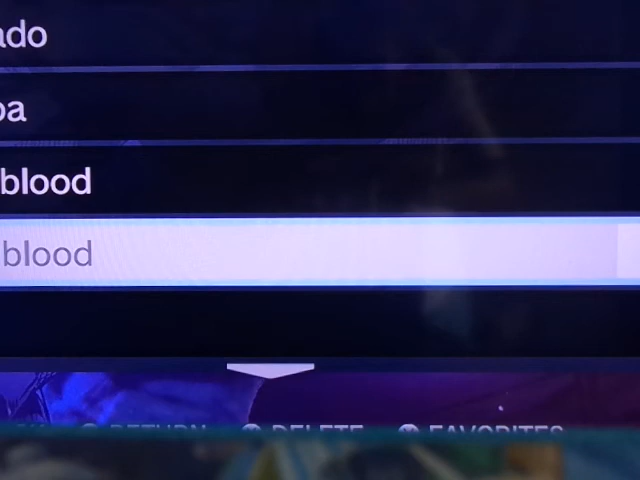 ado
oa
blood
blood
RETURN DELETE FAVORITES